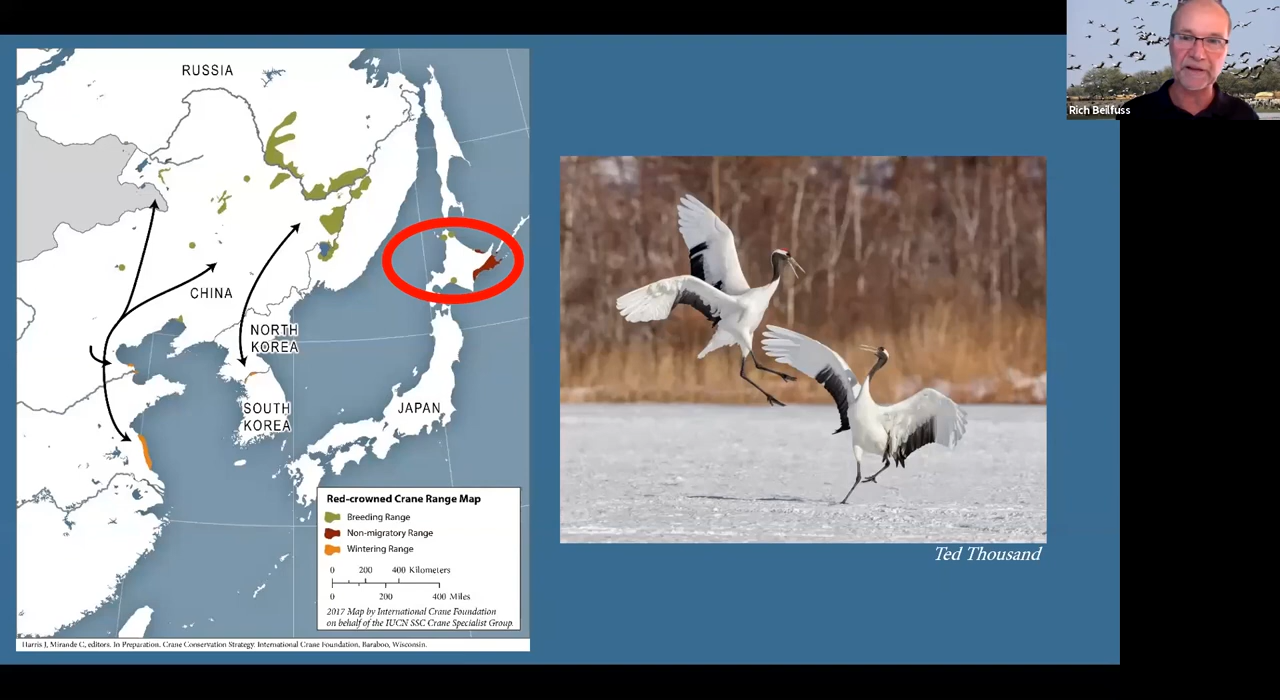 Rich Beilfuss
RUSSIA
CHINA
NORTH
KOREA
SOUTH
KOREA
JAPAN
Red-crowned Crane Range Map
Breeding Range
Non-migratory Range
Wintering Range
0 200 400 Kilometers
0 200 400 Miles
2017 Map by International Crane Foundation
on behalf of the IUCN SSC Crane Specialist Group.
Harris J, Mirande C, editors. In Preparation. Crane Conservation Strategy. International Crane Foundation, Baraboo, Wisconsin.
Ted Thousand